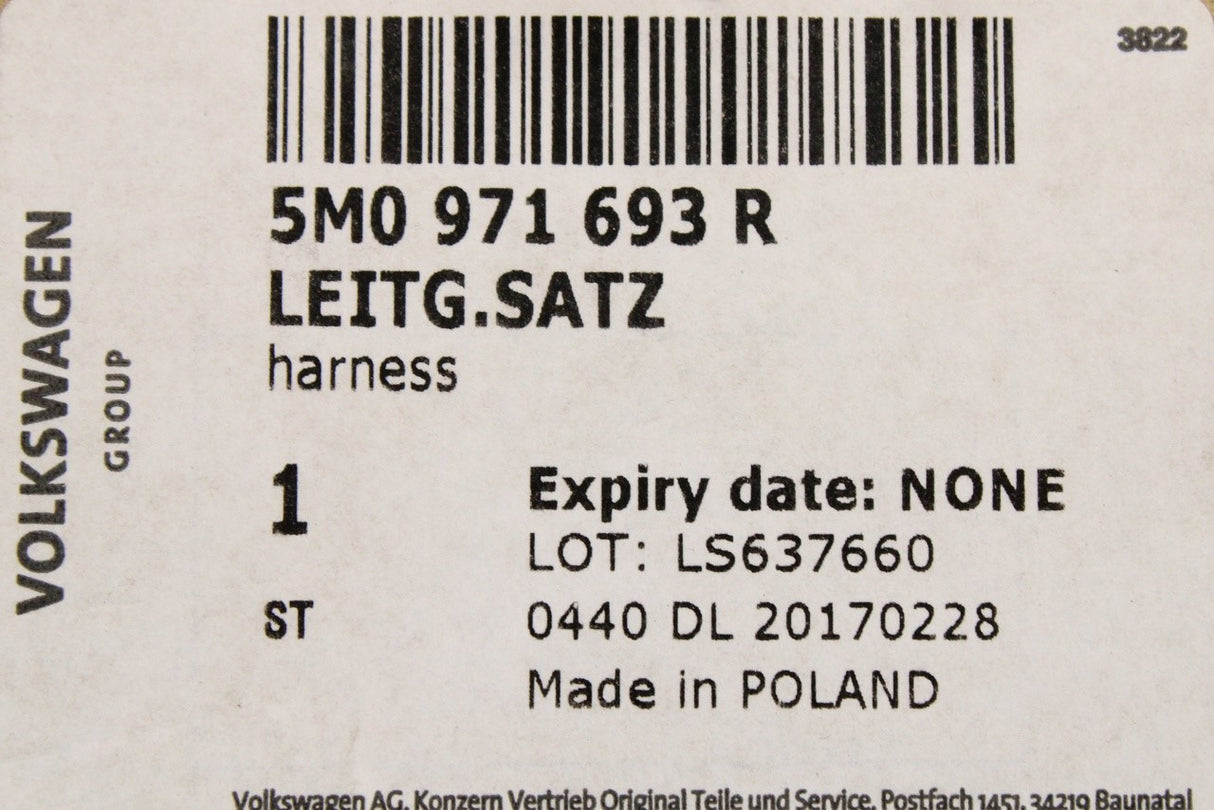 3822
5M0 971 693 R
LEITG.SATZ
harness
VOLKSWAGEN
GROUP
1
Expiry date: NONE
LOT: LS637660
ST
0440 DL 20170228
Made in POLAND
Volkswagen AG, Konzern Vertrieb Original Teile und Service, Postfach 1451, 34219 Baunatal